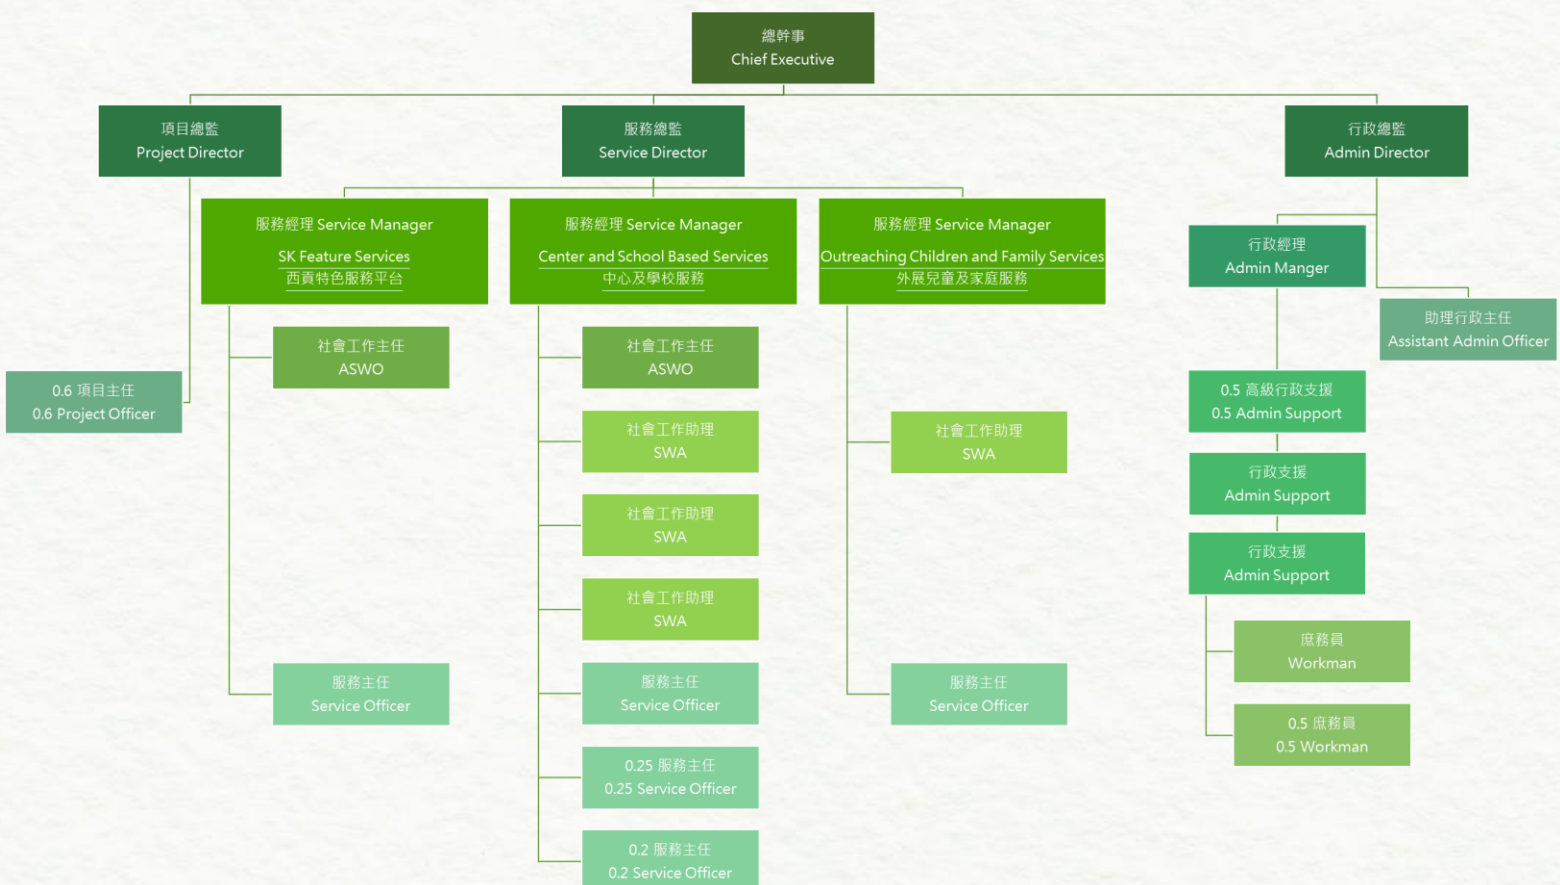 總幹事
Chief Executive
項目總監
Project Director
服務總監
Service Director
行政總監
Admin Director
服務經理 Service Manager
SK Feature Services
西貢特色服務平台
服務經理 Service Manager
Center and School Based Services
中心及學校服務
服務經理 Service Manager
Outreaching Children and Family Services
外展兒童及家庭服務
行政經理
Admin Manger
助理行政主任
Assistant Admin Officer
0.6 項目主任
0.6 Project Officer
社會工作主任
ASWO
服務主任
Service Officer
社會工作主任
ASWO
社會工作助理
SWA
社會工作助理
SWA
社會工作助理
SWA
服務主任
Service Officer
0.25 服務主任
0.25 Service Officer
0.2 服務主任
0.2 Service Officer
社會工作助理
SWA
服務主任
Service Officer
0.5 高級行政支援
0.5 Admin Support
行政支援
Admin Support
行政支援
Admin Support
庶務員
Workman
0.5 庶務員
0.5 Workman